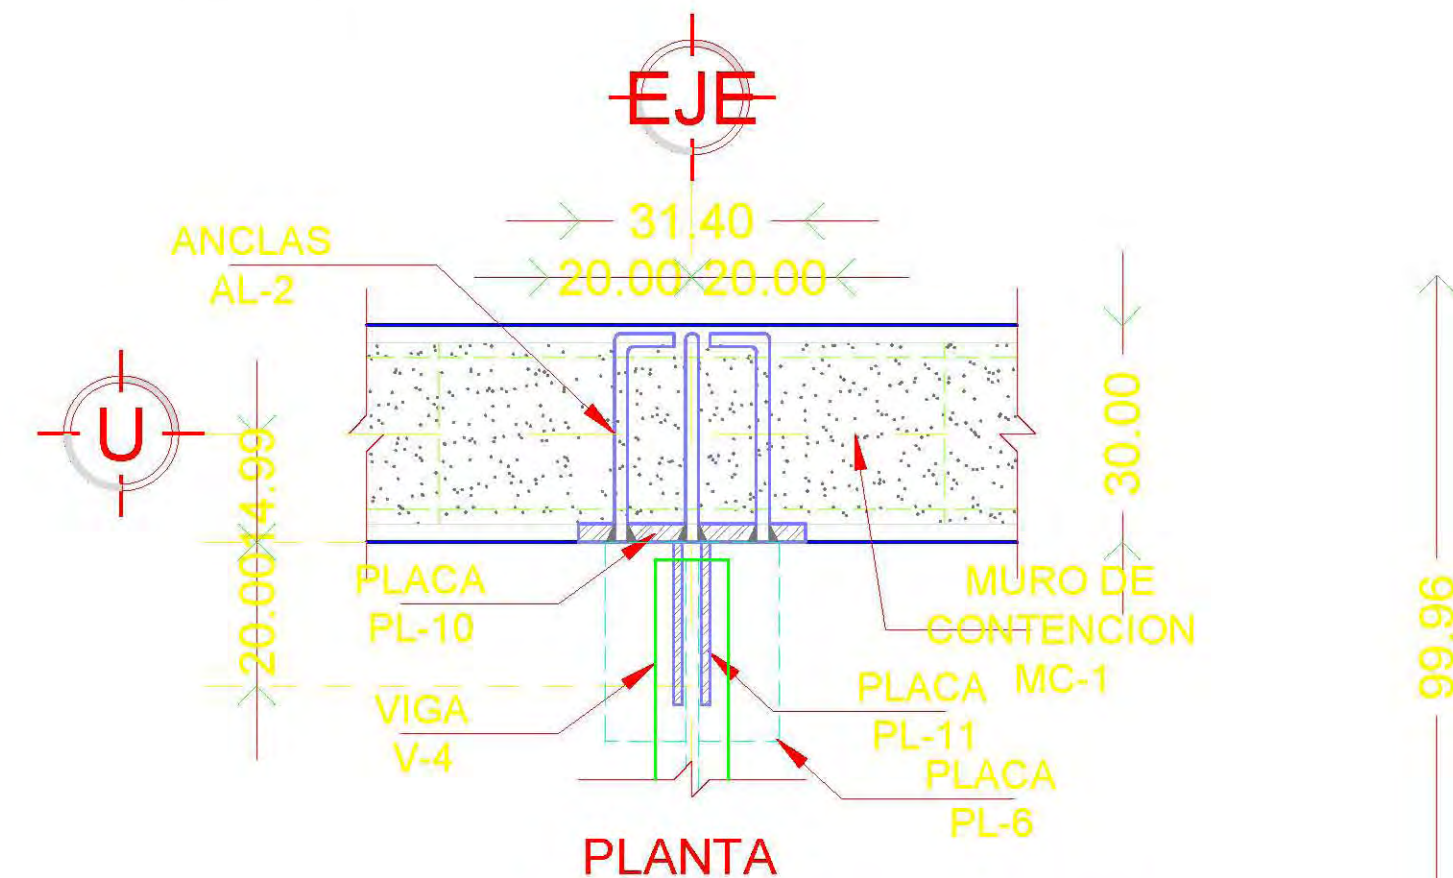 EJE
31.40
20.00 20.00
ANCLAS
AL-2
30.00
U
14.99
20.00
PLACA
PL-10
MURO DE
CONTENCION
MC-1
99.96
PLACA
PL-11
VIGA
V-4
PLACA
PL-6
PLANTA